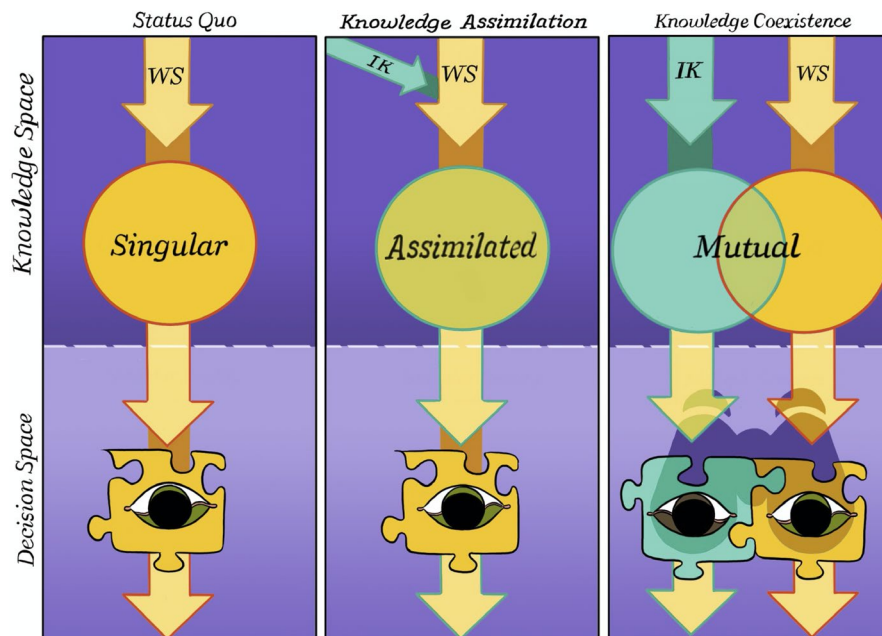 Status Quo
Knowledge Assimilation
Knowledge Coexistence
Knowledge Space
WS
IK
WS
IK
WS
Singular
Assimilated
Mutual
Decision Space